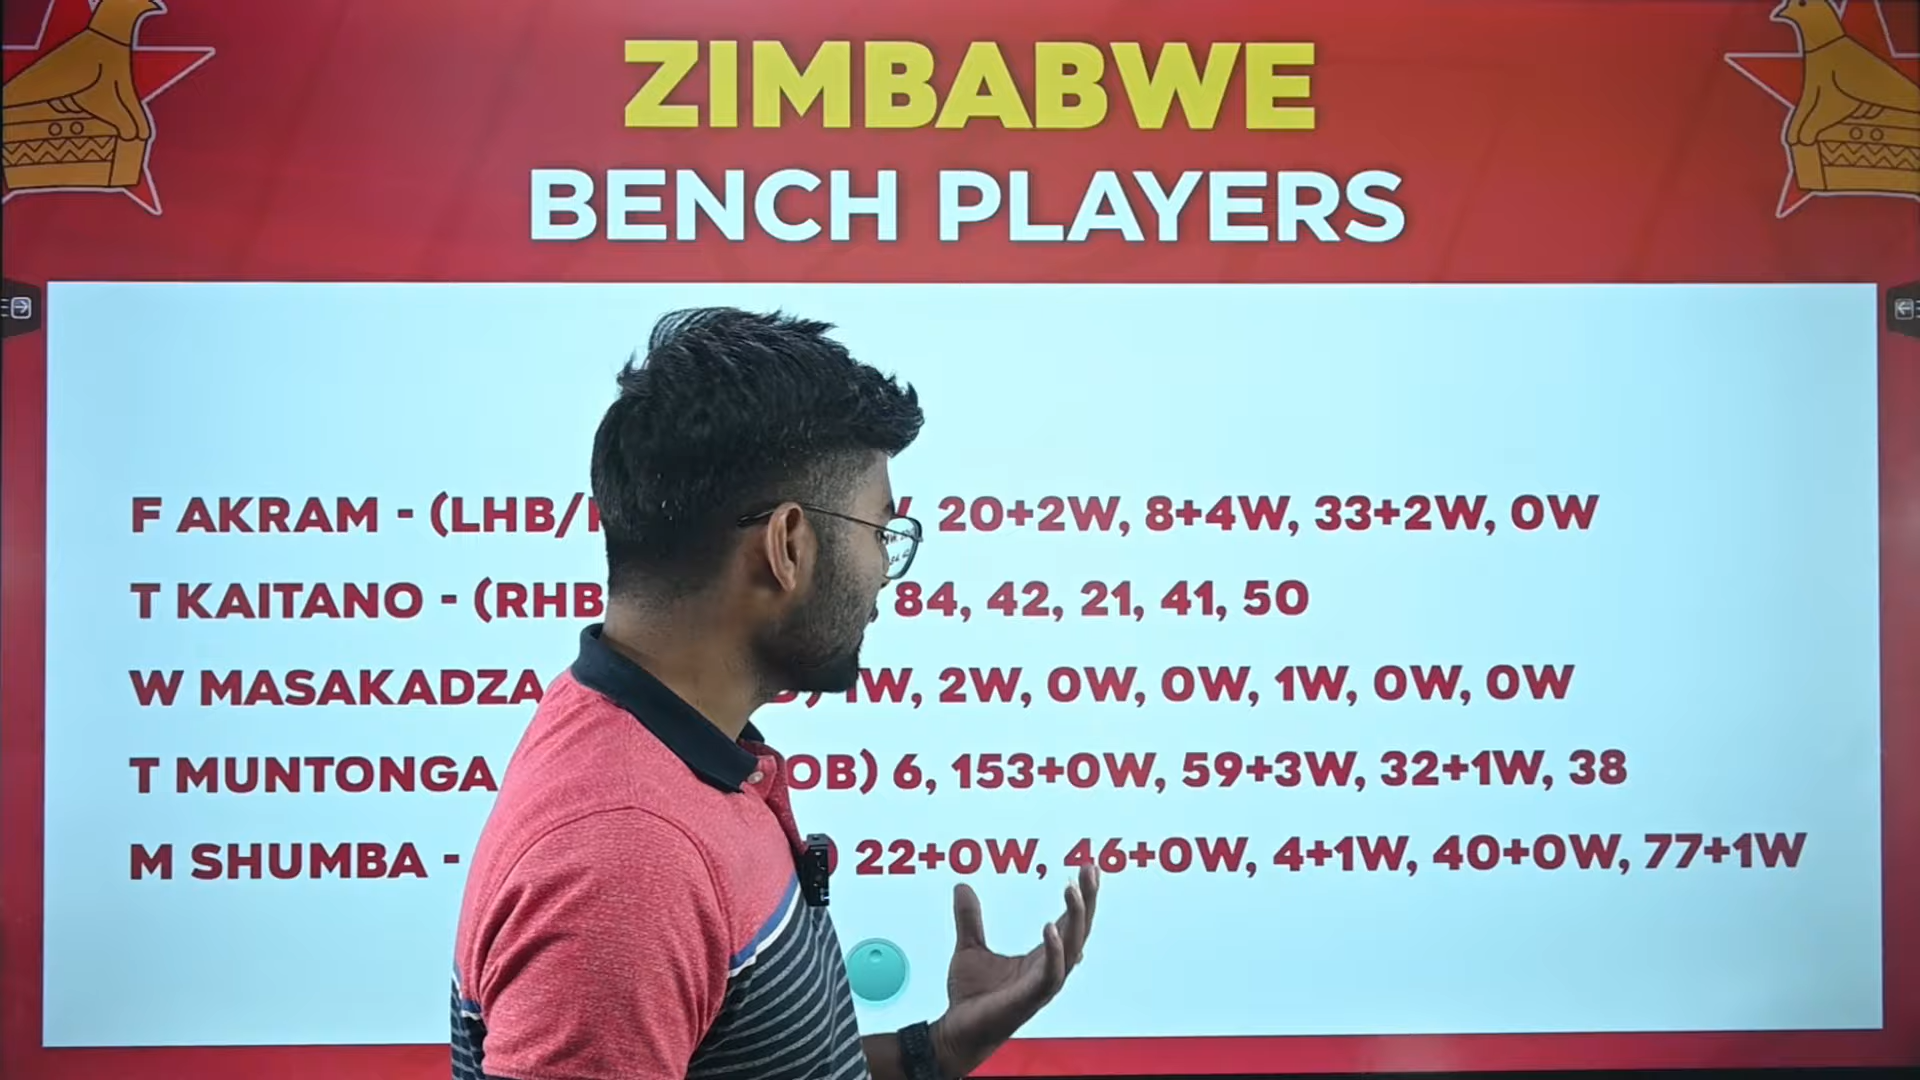 ZIMBABWE
BENCH PLAYERS
F AKRAM - (LHB/ 20+2W, 8+4W, 33+2W, 0W
T KAITANO - (RHB 84, 42, 21, 41, 50
W MASAKADZA 1W, 2W, 0W, 0W, 1W, 0W, 0W
T MUNTONGA OB) 6, 153+0W, 59+3W, 32+1W, 38
M SHUMBA - 22+0W, 46+0W, 4+1W, 40+0W, 77+1W